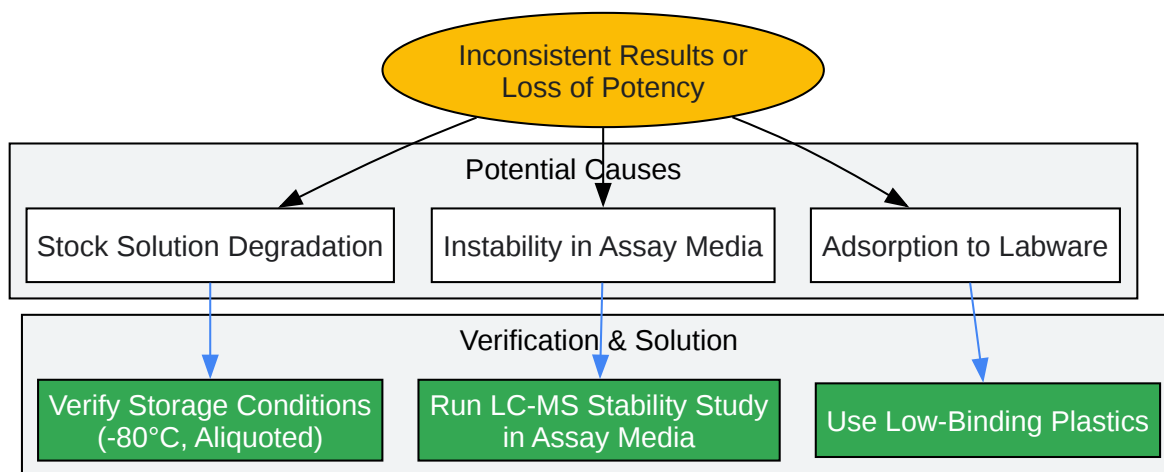 Inconsistent Results or
Loss of Potency
Potential Causes
Stock Solution Degradation
Instability in Assay Media
Adsorption to Labware
Verification & Solution
Verify Storage Conditions
(-80°C, Aliquoted)
Run LC-MS Stability Study
in Assay Media
Use Low-Binding Plastics